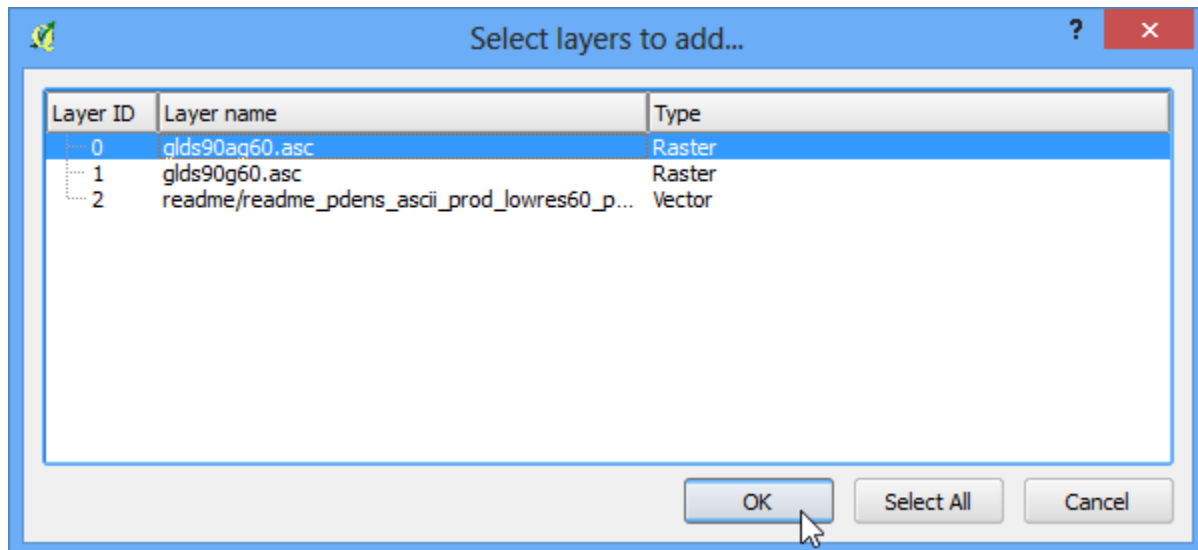 Select layers to add...
?
Layer ID Layer name Type
0 glds90ag60.asc Raster
1 glds90g60.asc Raster
2 readme/readme_pdens_ascii_prod_lowres60_p... Vector
OK Select All Cancel